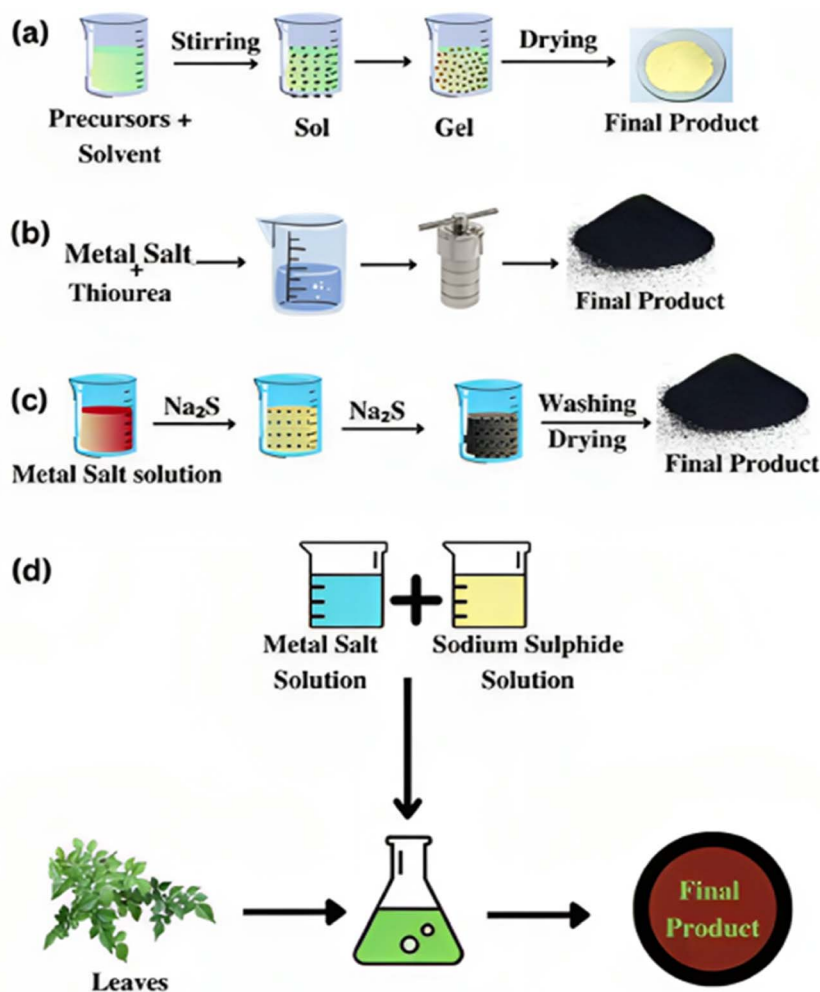 (a)
Stirring
Drying
Precursors +
Solvent
Sol
Gel
Final Product
(b)
Metal Salt
+
Thiourea
Final Product
(c)
Na₂S
Na₂S
Washing
Drying
Metal Salt solution
Final Product
(d)
+
Metal Salt
Solution
Sodium Sulphide
Solution
Leaves
Final
Product